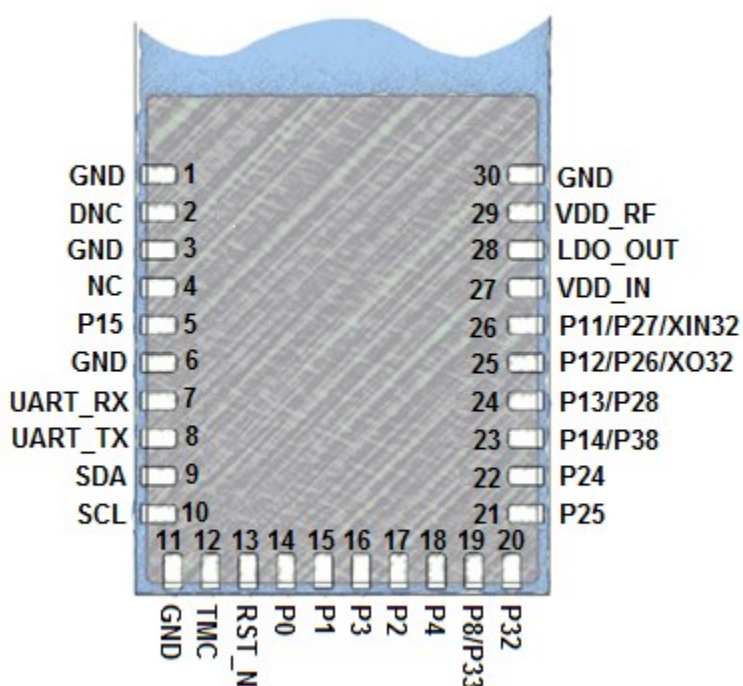 GND 1 30 GND
DNC 2 29 VDD_RF
GND 3 28 LDO_OUT
NC 4 27 VDD_IN
P15 5 26 P11/P27/XIN32
GND 6 25 P12/P26/XO32
UART_RX 7 24 P13/P28
UART_TX 8 23 P14/P38
SDA 9 22 P24
SCL 10 21 P25
11 12 13 14 15 16 17 18 19 20
GND
TMC
RST_N
P0
P1
P3
P2
P4
P8/P33
P32